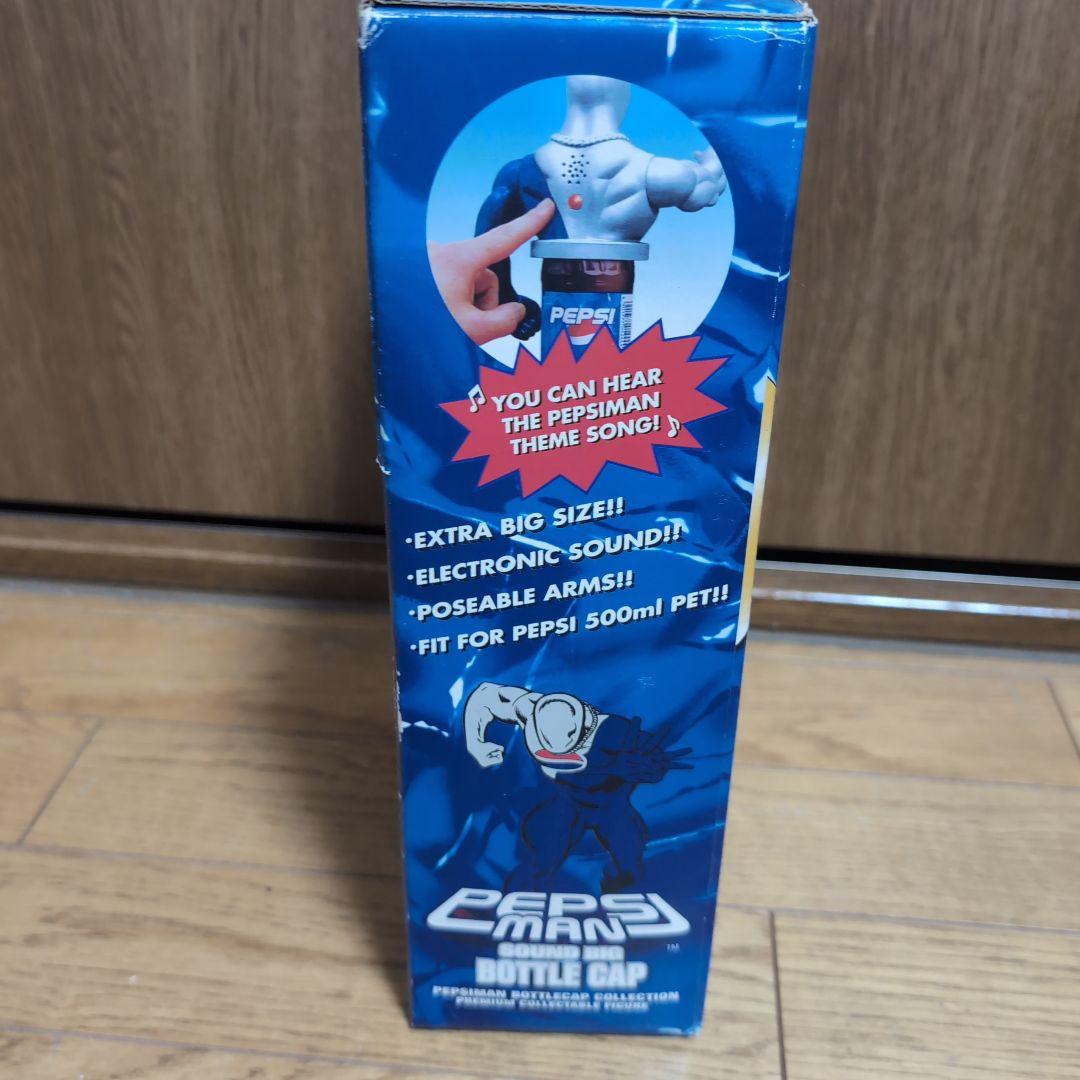 PEPSI
♪ YOU CAN HEAR
THE PEPSIMAN
THEME SONG! ♪
·EXTRA BIG SIZE!!
·ELECTRONIC SOUND!!
·POSEABLE ARMS!!
·FIT FOR PEPSI 500ml PET!!
PEPSI
MAN
TM
SOUND BIG
BOTTLE CAP
PEPSIMAN BOTTLECAP COLLECTION
PREMIUM COLLECTABLE FIGURE